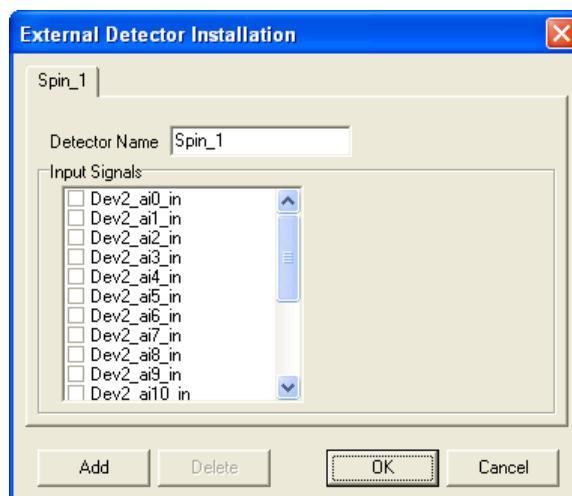 External Detector Installation
Spin_1
Detector Name Spin_1
Input Signals
Dev2_ai0_in
Dev2_ai1_in
Dev2_ai2_in
Dev2_ai3_in
Dev2_ai4_in
Dev2_ai5_in
Dev2_ai6_in
Dev2_ai7_in
Dev2_ai8_in
Dev2_ai9_in
Dev2_ai10_in
Add Delete OK Cancel